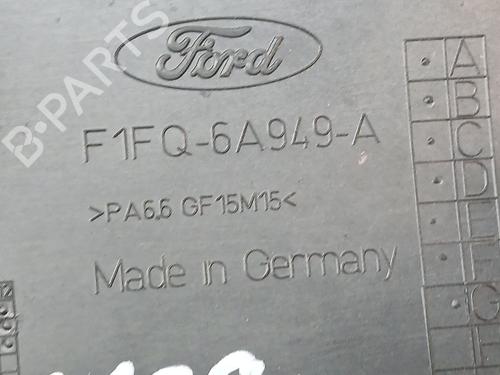 Ford
F1FQ-6A949-A
>PA6.6 GF15M15<
Made in Germany
A
B
C
D
E
F
G
B·PARTS